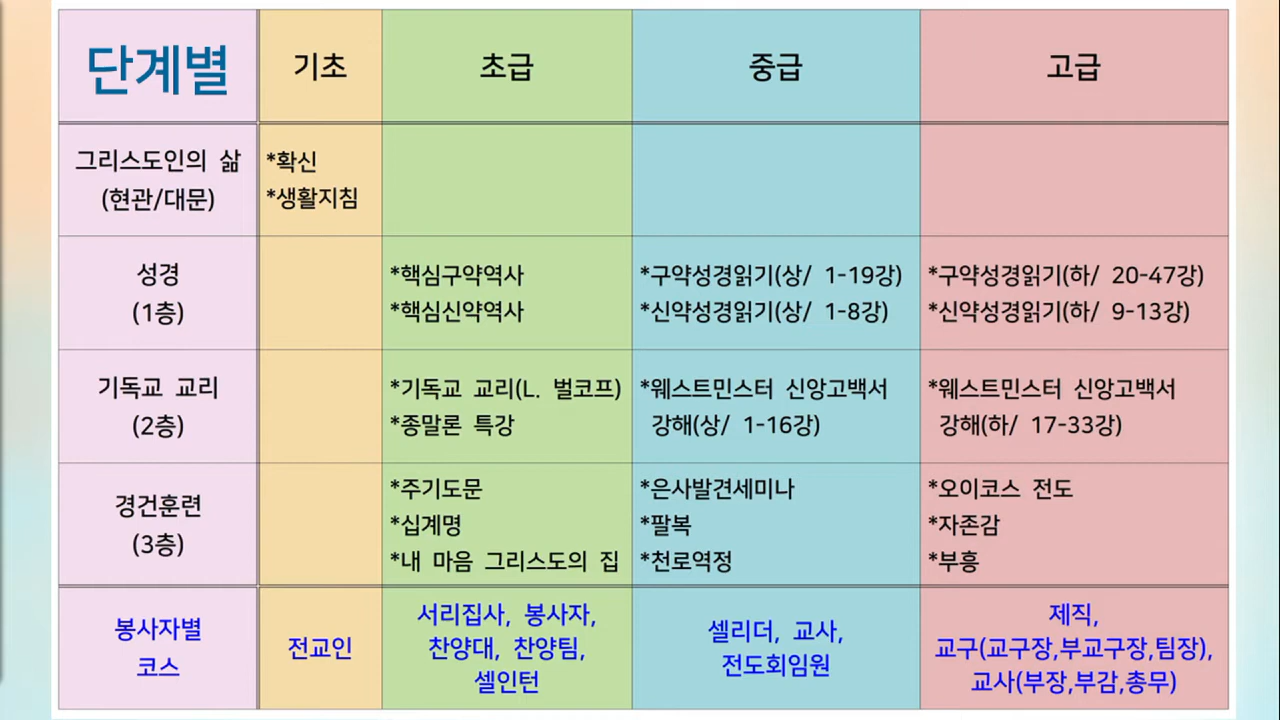 단계별
기초
초급
중급
고급
그리스도인의 삶
(현관/대문)
*확신
*생활지침
성경
(1층)
*핵심구약역사
*핵심신약역사
*구약성경읽기(상/ 1-19강)
*신약성경읽기(상/ 1-8강)
*구약성경읽기(하/ 20-47강)
*신약성경읽기(하/ 9-13강)
기독교 교리
(2층)
*기독교 교리(L. 벌코프)
*종말론 특강
*웨스트민스터 신앙고백서
강해(상/ 1-16강)
*웨스트민스터 신앙고백서
강해(하/ 17-33강)
경건훈련
(3층)
*주기도문
*십계명
*내 마음 그리스도의 집
*은사발견세미나
*팔복
*천로역정
*오이코스 전도
*자존감
*부흥
봉사자별
코스
전교인
서리집사, 봉사자,
찬양대, 찬양팀,
셀인턴
셀리더, 교사,
전도회임원
제직,
교구(교구장,부교구장,팀장),
교사(부장,부감,총무)